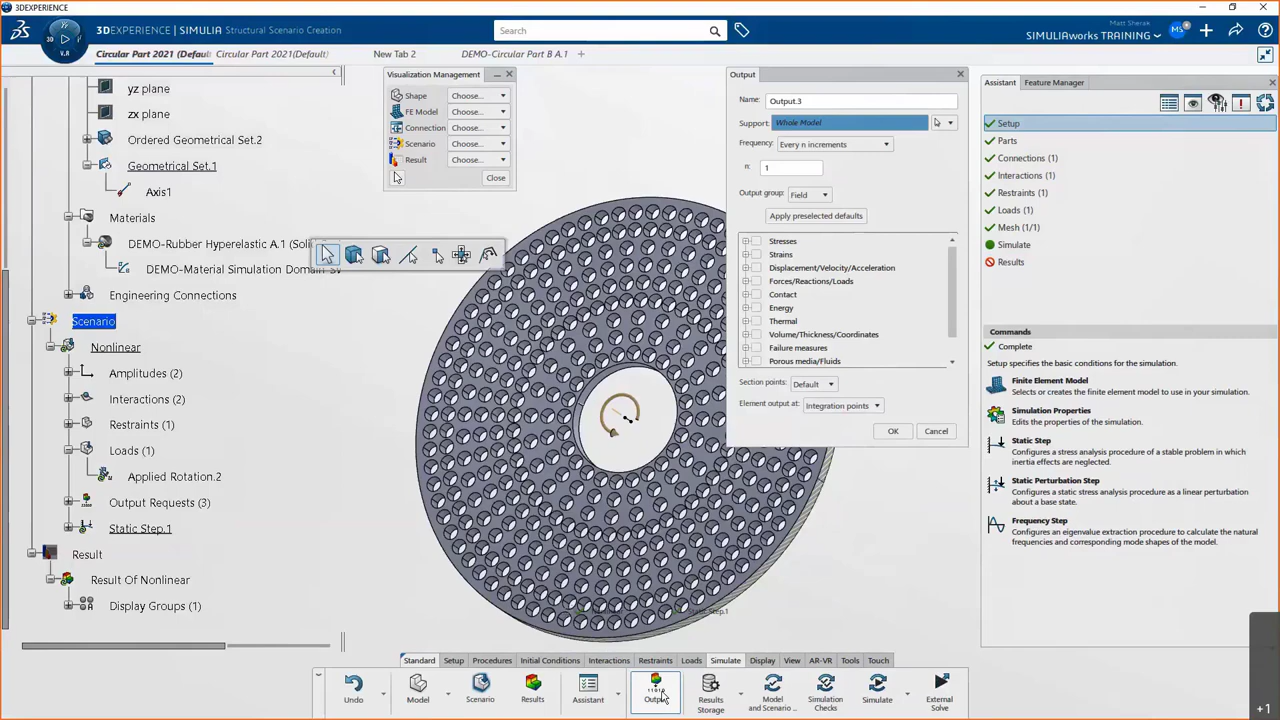 3DEXPERIENCE
3DEXPERIENCE | SIMULIA Structural Scenario Creation
Search
Matt Sherak
SIMULIAworks TRAINING
MS
V.R
Circular Part 2021 (Defau
Circular Part 2021(Default)
New Tab 2
DEMO-Circular Part B A.1
yz plane
zx plane
Ordered Geometrical Set.2
Geometrical Set.1
Axis1
Materials
DEMO-Rubber Hyperelastic A.1 (Soli
DEMO-Material Simulation Domain
Engineering Connections
Scenario
Nonlinear
Amplitudes (2)
Interactions (2)
Restraints (1)
Loads (1)
Applied Rotation.2
Output Requests (3)
Static Step.1
Result
Result Of Nonlinear
Display Groups (1)
Visualization Management
Shape Choose...
FE Model Choose...
Connection Choose...
Scenario Choose...
Result Choose...
Close
Output
Name: Output.3
Support: Whole Model
Frequency: Every n increments
n: 1
Output group: Field
Apply preselected defaults
Stresses
Strains
Displacement/Velocity/Acceleration
Forces/Reactions/Loads
Contact
Energy
Thermal
Volume/Thickness/Coordinates
Failure measures
Porous media/Fluids
Section points: Default
Element output at: Integration points
OK Cancel
Assistant Feature Manager
Setup
Parts
Connections (1)
Interactions (1)
Restraints (1)
Loads (1)
Mesh (1/1)
Simulate
Results
Commands
Complete
Setup specifies the basic conditions for the simulation.
Finite Element Model
Selects or creates the finite element model to use in your simulation.
Simulation Properties
Edits the properties of the simulation.
Static Step
Configures a stress analysis procedure of a stable problem in which
inertia effects are neglected.
Static Perturbation Step
Configures a static stress analysis procedure as a linear perturbation
about a base state.
Frequency Step
Configures an eigenvalue extraction procedure to calculate the natural
frequencies and corresponding mode shapes of the model.
Standard Setup Procedures Initial Conditions Interactions Restraints Loads Simulate Display View AR-VR Tools Touch
Undo
Model
Scenario
Results
Assistant
Output
Results
Storage
Model
and Scenario ...
Simulation
Checks
Simulate
External
Solve
+1